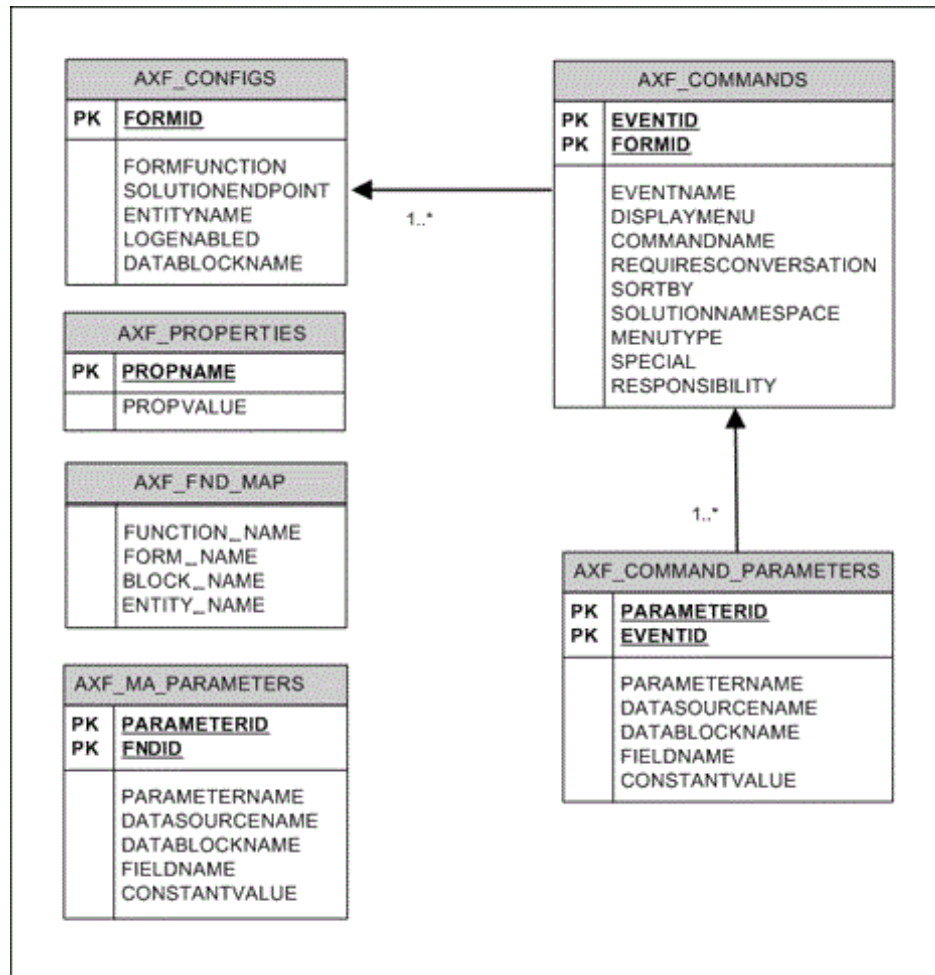 AXF_CONFIGS
PK FORMID
FORMFUNCTION
SOLUTIONENDPOINT
ENTITYNAME
LOGENABLED
DATABLOCKNAME
AXF_COMMANDS
PK EVENTID
PK FORMID
EVENTNAME
DISPLAYMENU
COMMANDNAME
REQUIRESCONVERSATION
SORTBY
SOLUTIONNAMESPACE
MENUTYPE
SPECIAL
RESPONSIBILITY
1..*
AXF_PROPERTIES
PK PROPNAME
PROPVALUE
AXF_FND_MAP
FUNCTION_NAME
FORM_NAME
BLOCK_NAME
ENTITY_NAME
1..*
AXF_MA_PARAMETERS
PK PARAMETERID
PK FNDID
PARAMETERNAME
DATASOURCENAME
DATABLOCKNAME
FIELDNAME
CONSTANTVALUE
AXF_COMMAND_PARAMETERS
PK PARAMETERID
PK EVENTID
PARAMETERNAME
DATASOURCENAME
DATABLOCKNAME
FIELDNAME
CONSTANTVALUE